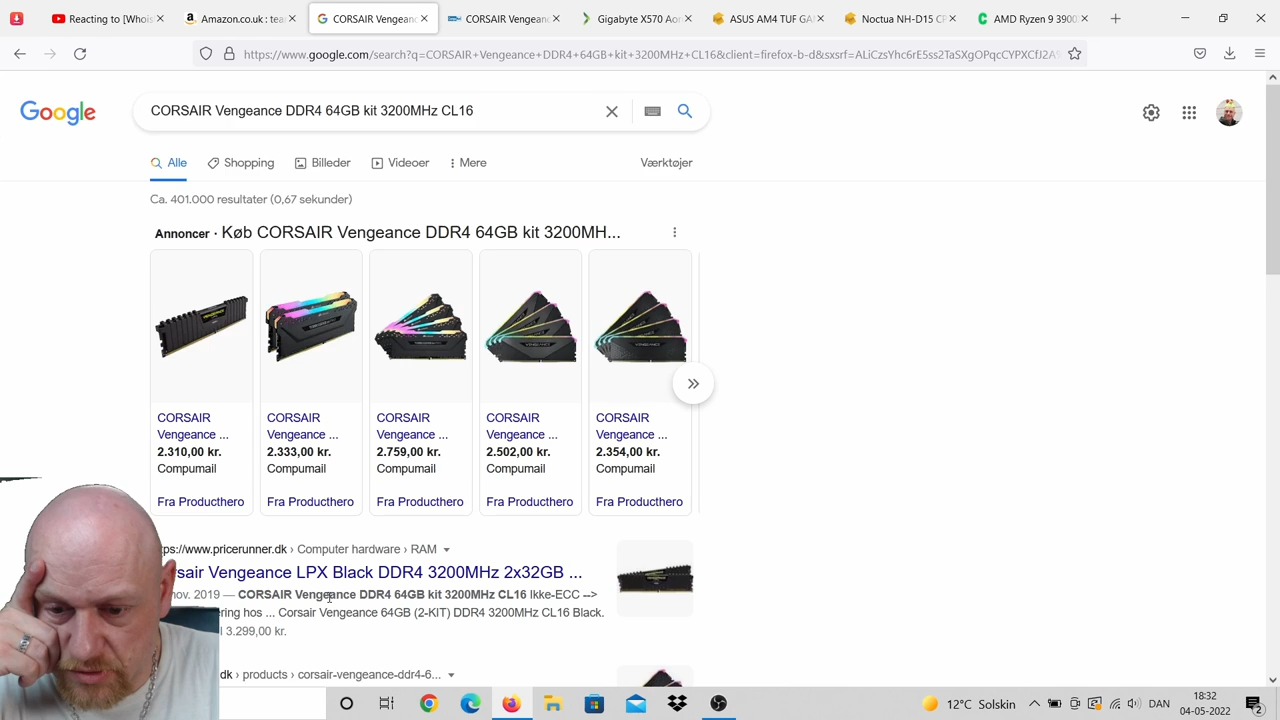 Reacting to [Whois
Amazon.co.uk: tea
CORSAIR Vengean
CORSAIR Vengean
Gigabyte X570 Aor
ASUS AM4 TUF GA
Noctua NH-D15 CP
AMD Ryzen 9 3900
https://www.google.com/search?q=CORSAIR+Vengeance+DDR4+64GB+kit+3200MHz+CL16&client=firefox-b-d&sxsrf=ALiCzsYhc6rE5ss2TaSXgOPqcCYPXCfJ2A
Google
CORSAIR Vengeance DDR4 64GB kit 3200MHz CL16
Alle
Shopping
Billeder
Videoer
Mere
Værktøjer
Ca. 401.000 resultater (0,67 sekunder)
Annoncer · Køb CORSAIR Vengeance DDR4 64GB kit 3200MH...
CORSAIR
Vengeance ...
2.310,00 kr.
Compumail
Fra Producthero
CORSAIR
Vengeance ...
2.333,00 kr.
Compumail
Fra Producthero
CORSAIR
Vengeance ...
2.759,00 kr.
Compumail
Fra Producthero
CORSAIR
Vengeance ...
2.502,00 kr.
Compumail
Fra Producthero
CORSAIR
Vengeance ...
2.354,00 kr.
Compumail
Fra Producthero
ps://www.pricerunner.dk › Computer hardware › RAM
sair Vengeance LPX Black DDR4 3200MHz 2x32GB ...
nov. 2019 — CORSAIR Vengeance DDR4 64GB kit 3200MHz CL16 Ikke-ECC -->
ering hos ... Corsair Vengeance 64GB (2-KIT) DDR4 3200MHz CL16 Black.
l 3.299,00 kr.
dk › products › corsair-vengeance-ddr4-6...
12°C Solskin
DAN
18:32
04-05-2022
2